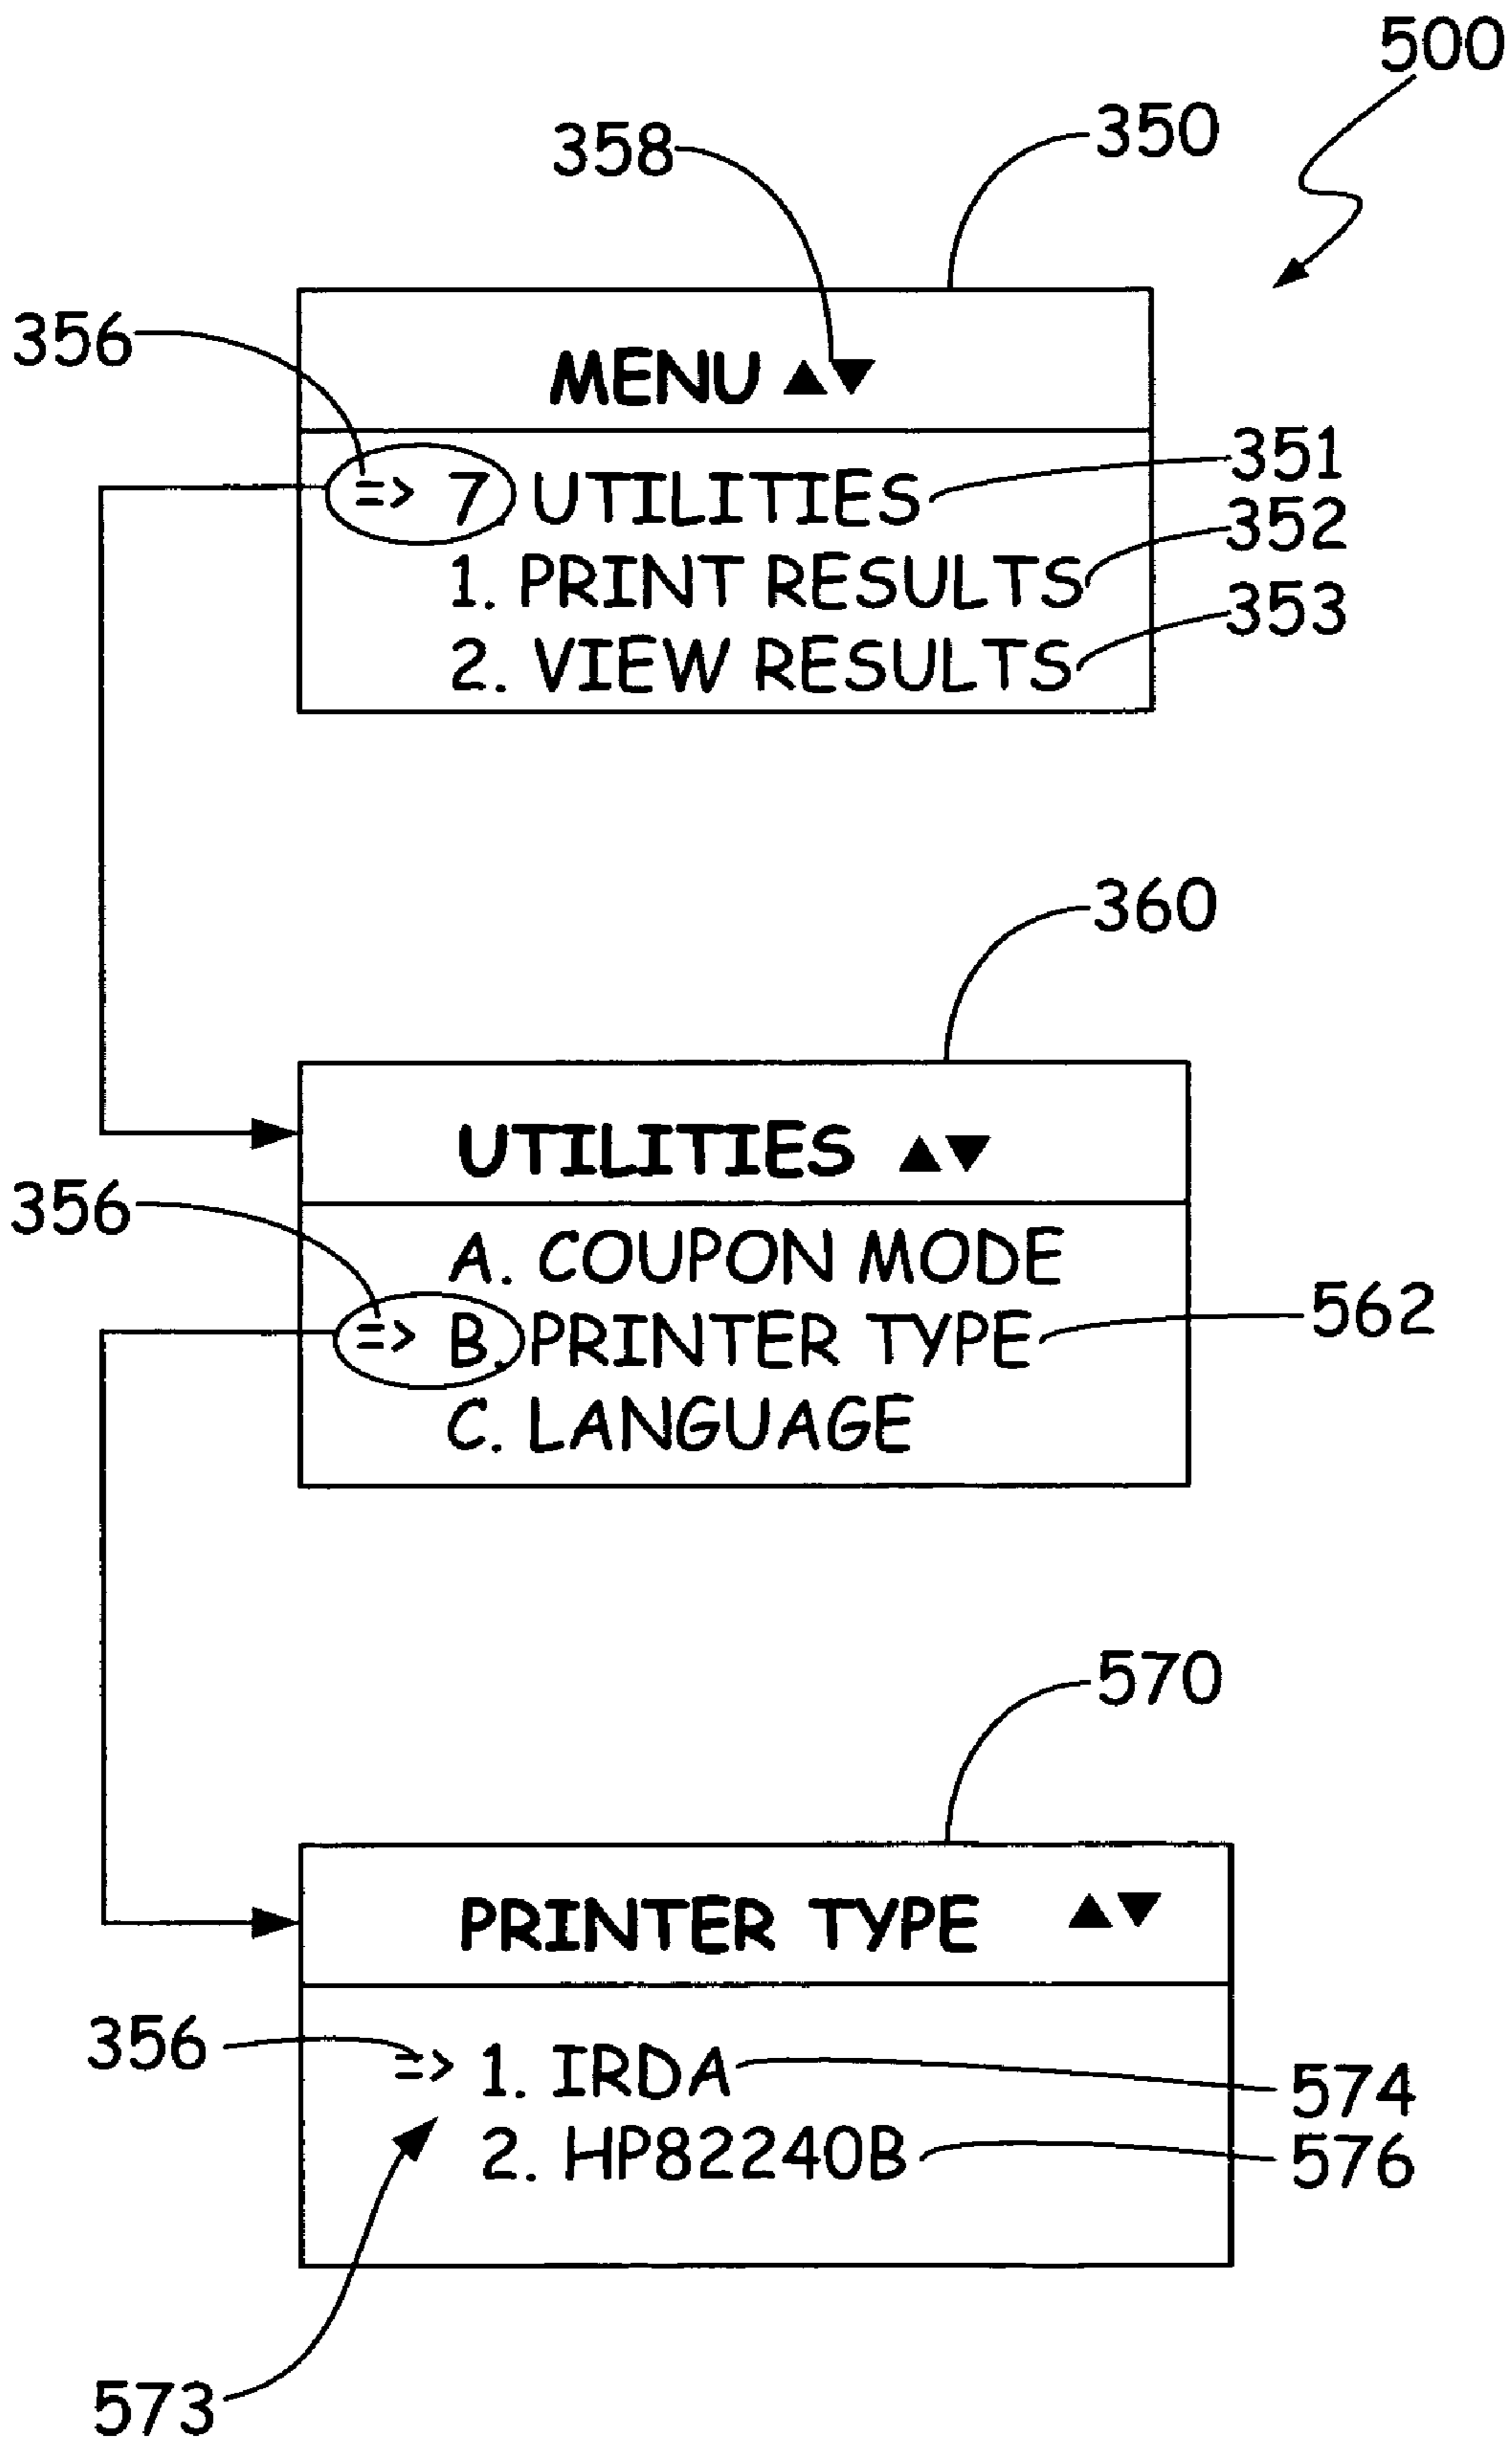 500
350
358
356
MENU ▲▼
=> 7. UTILITIES
351
1. PRINT RESULTS
352
2. VIEW RESULTS
353
360
UTILITIES ▲▼
356
A. COUPON MODE
=> B. PRINTER TYPE
562
C. LANGUAGE
570
PRINTER TYPE ▲▼
356
=> 1. IRDA
574
2. HP82240B
576
573